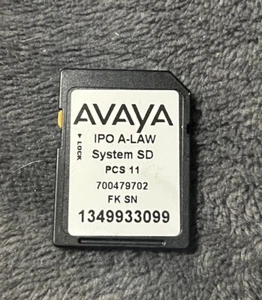 AVAYA
IPO A-LAW
System SD
PCS 11
700479702
FK SN
1349933099
LOCK